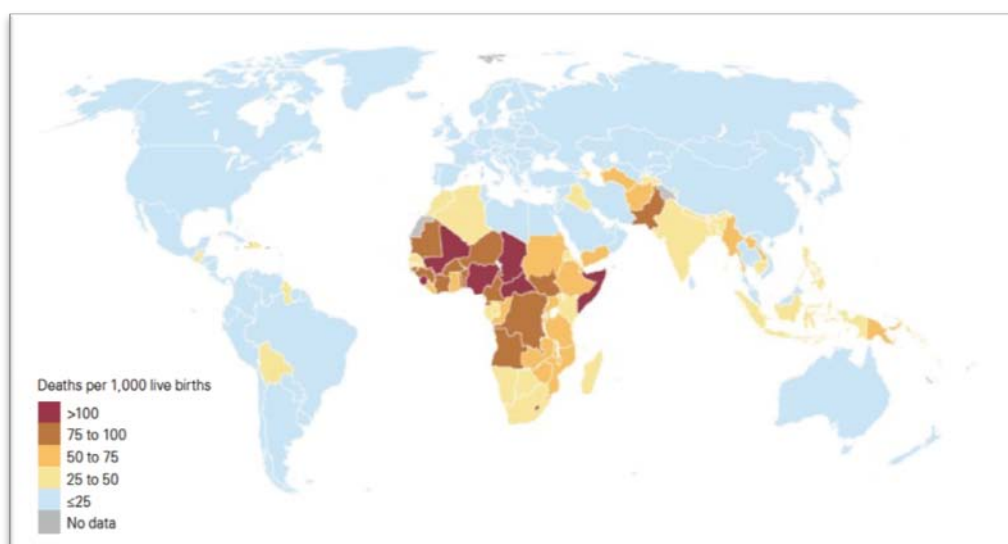 Deaths per 1,000 live births
>100
75 to 100
50 to 75
25 to 50
≤25
No data